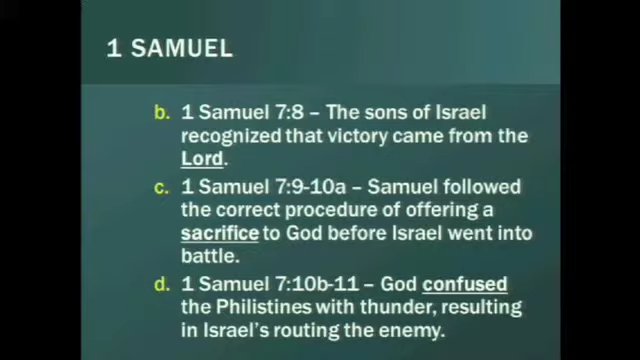 1 SAMUEL
b. 1 Samuel 7:8 – The sons of Israel
recognized that victory came from the
Lord.
c. 1 Samuel 7:9-10a – Samuel followed
the correct procedure of offering a
sacrifice to God before Israel went into
battle.
d. 1 Samuel 7:10b-11 – God confused
the Philistines with thunder, resulting
in Israel's routing the enemy.